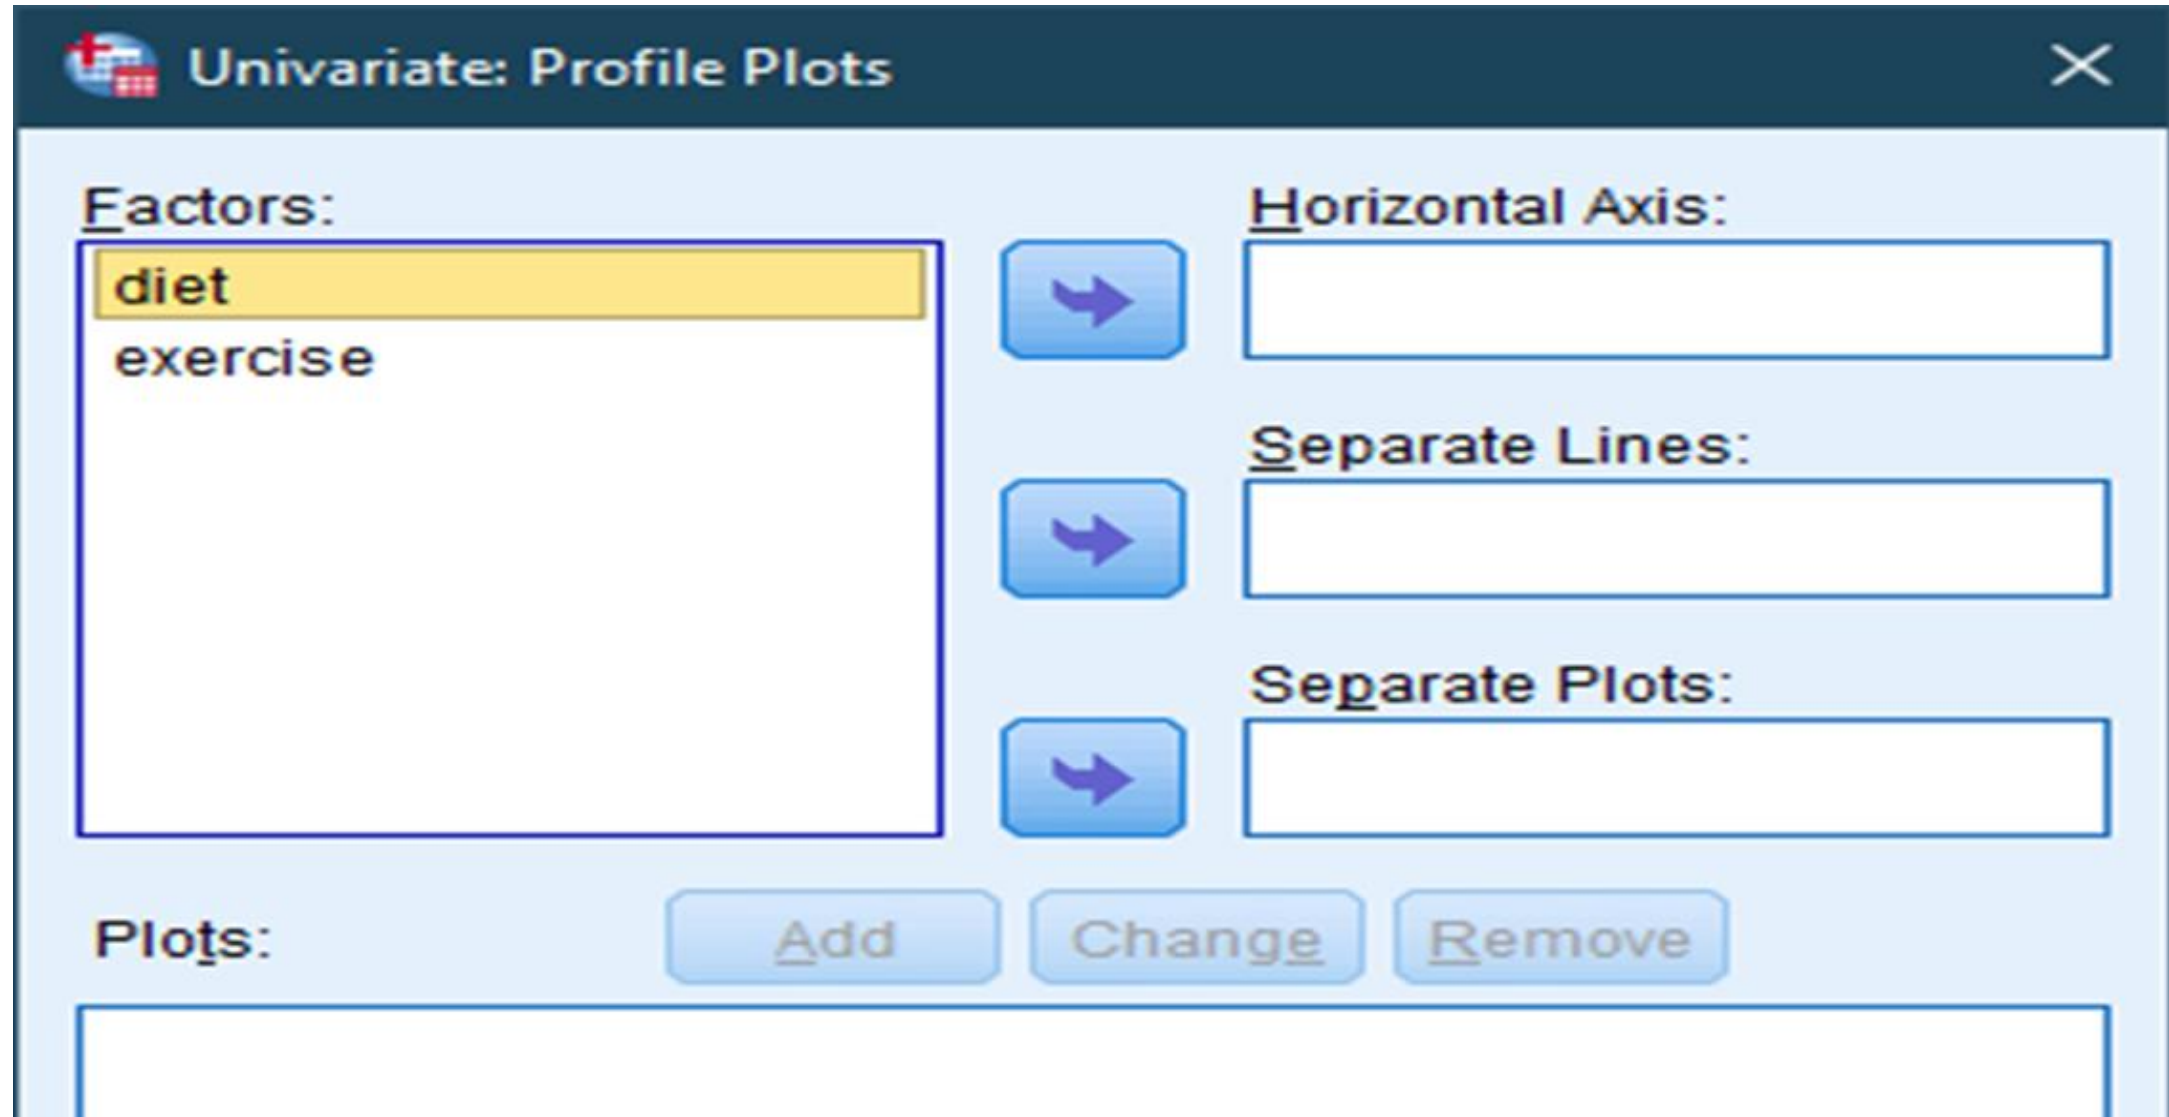 Univariate: Profile Plots
Factors:
diet
exercise
Horizontal Axis:
Separate Lines:
Separate Plots:
Plots:
Add
Change
Remove